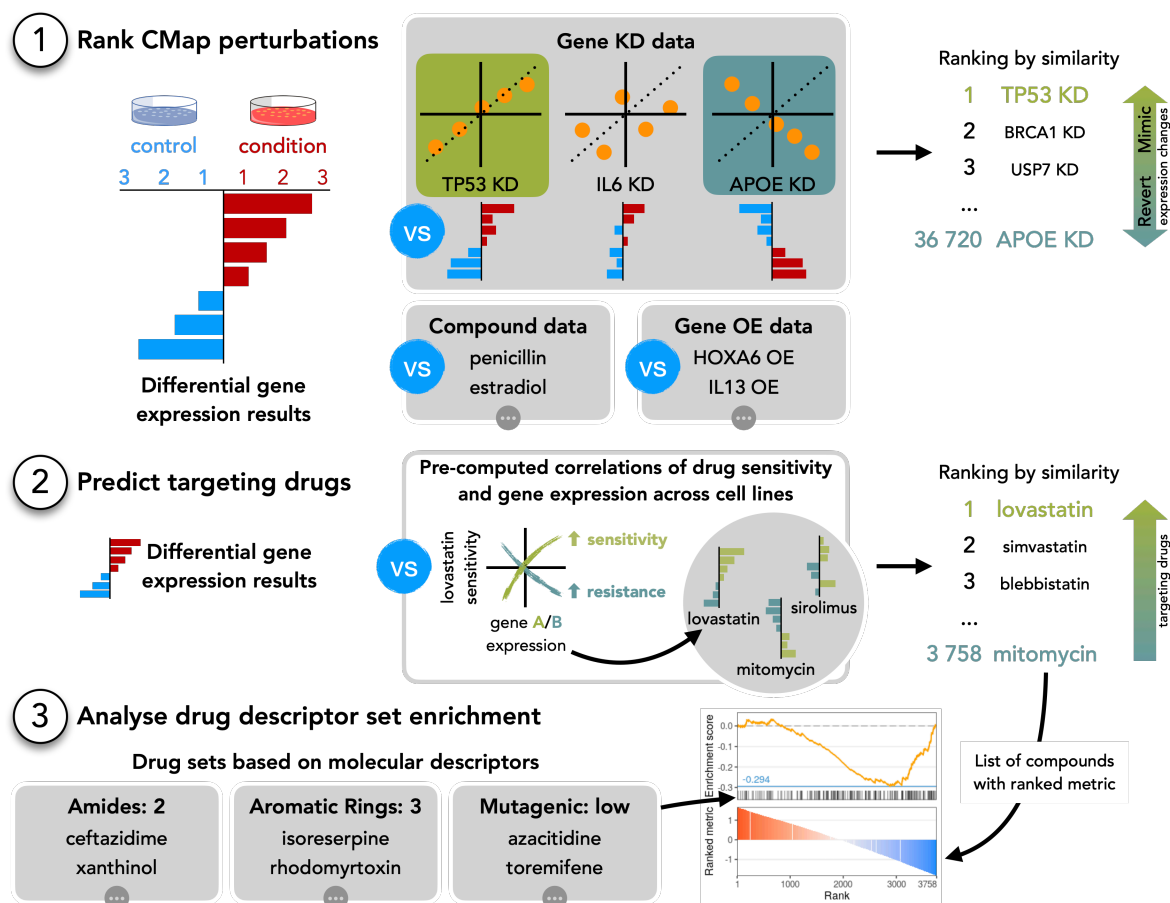 1 Rank CMap perturbations
control
condition
3 2 1 1 2 3
Differential gene
expression results
Gene KD data
TP53 KD
IL6 KD
APOE KD
VS
Compound data
VS
penicillin
estradiol
...
Gene OE data
VS
HOXA6 OE
IL13 OE
...
Ranking by similarity
1 TP53 KD
2 BRCA1 KD
3 USP7 KD
...
36 720 APOE KD
Revert Mimic
expression changes
2 Predict targeting drugs
Differential gene
expression results
VS
Pre-computed correlations of drug sensitivity
and gene expression across cell lines
lovastatin
sensitivity
sensitivity
resistance
gene A/B
expression
lovastatin
sirolimus
mitomycin
Ranking by similarity
1 lovastatin
2 simvastatin
3 blebbistatin
...
3 758 mitomycin
targeting drugs
3 Analyse drug descriptor set enrichment
Drug sets based on molecular descriptors
Amides: 2
ceftazidime
xanthinol
...
Aromatic Rings: 3
isoreserpine
rhodomyrtoxin
...
Mutagenic: low
azacitidine
toremifene
...
Enrichment score
0.0
-0.1
-0.2
-0.3
-0.294
Ranked metric
1
0
-1
1 1000 2000 3000 3758
Rank
List of compounds
with ranked metric